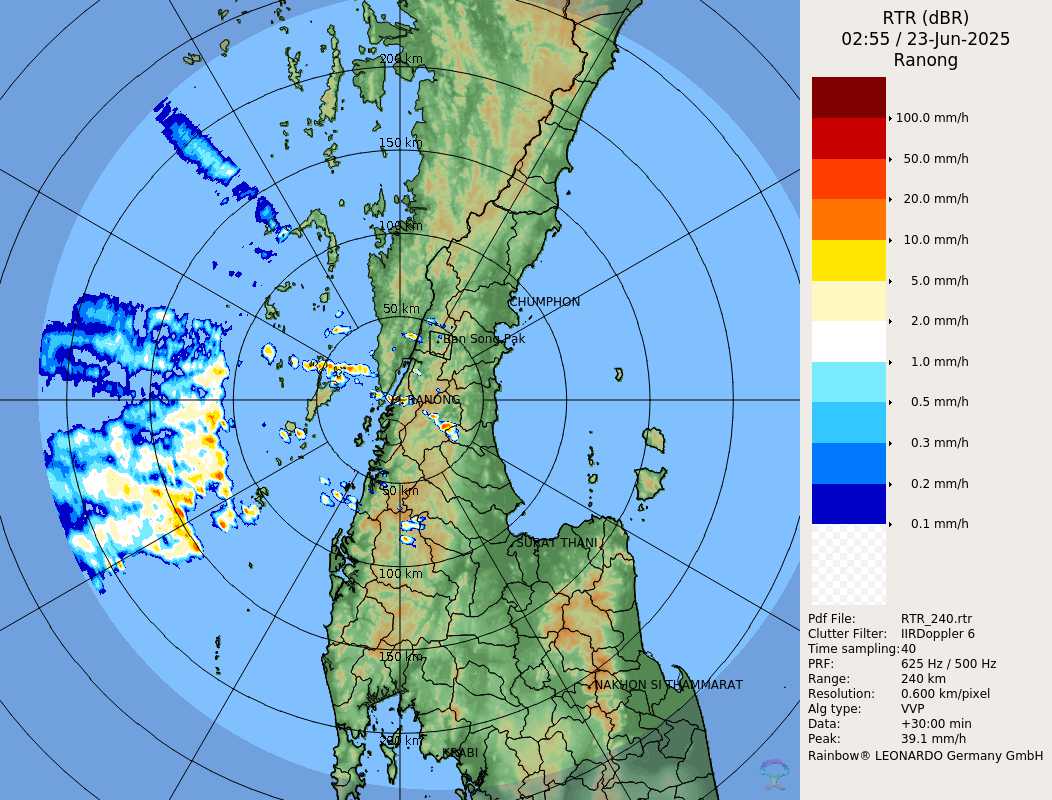 RTR (dBR)
02:55 / 23-Jun-2025
Ranong
100.0 mm/h
50.0 mm/h
20.0 mm/h
10.0 mm/h
5.0 mm/h
2.0 mm/h
1.0 mm/h
0.5 mm/h
0.3 mm/h
0.2 mm/h
0.1 mm/h
Pdf File: RTR_240.rtr
Clutter Filter: IIRDoppler 6
Time sampling:40
PRF: 625 Hz / 500 Hz
Range: 240 km
Resolution: 0.600 km/pixel
Alg type: VVP
Data: +30:00 min
Peak: 39.1 mm/h
Rainbow® LEONARDO Germany GmbH
200 km
150 km
100 km
50 km
CHUMPHON
Ban Song Pak
RANONG
50 km
SURAT THANI
100 km
150 km
NAKHON SI THAMMARAT
200 km
KRABI